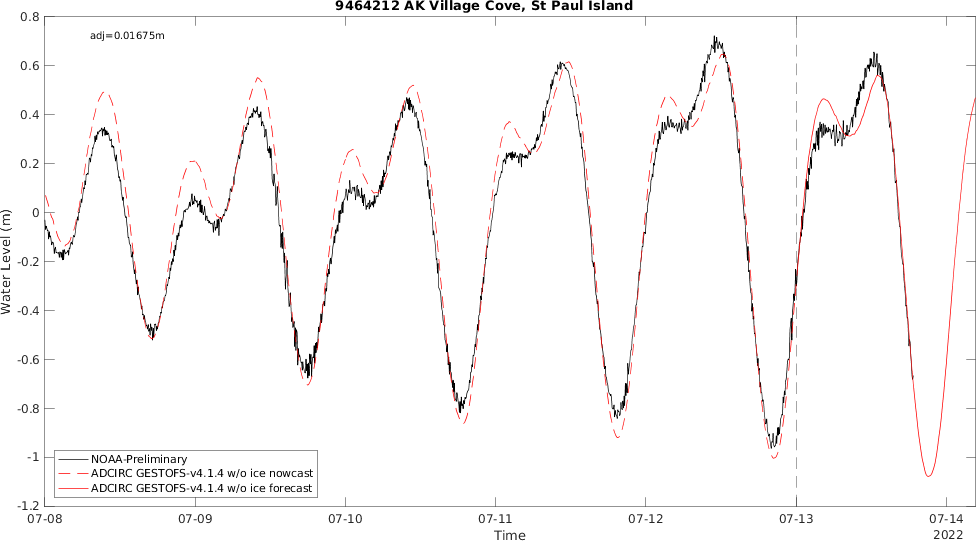 9464212 AK Village Cove, St Paul Island
adj=0.01675m
0.8
0.6
0.4
0.2
0
-0.2
-0.4
-0.6
-0.8
-1
-1.2
Water Level (m)
NOAA-Preliminary
ADCIRC GESTOFS-v4.1.4 w/o ice nowcast
ADCIRC GESTOFS-v4.1.4 w/o ice forecast
07-08 07-09 07-10 07-11 07-12 07-13 07-14
Time
2022